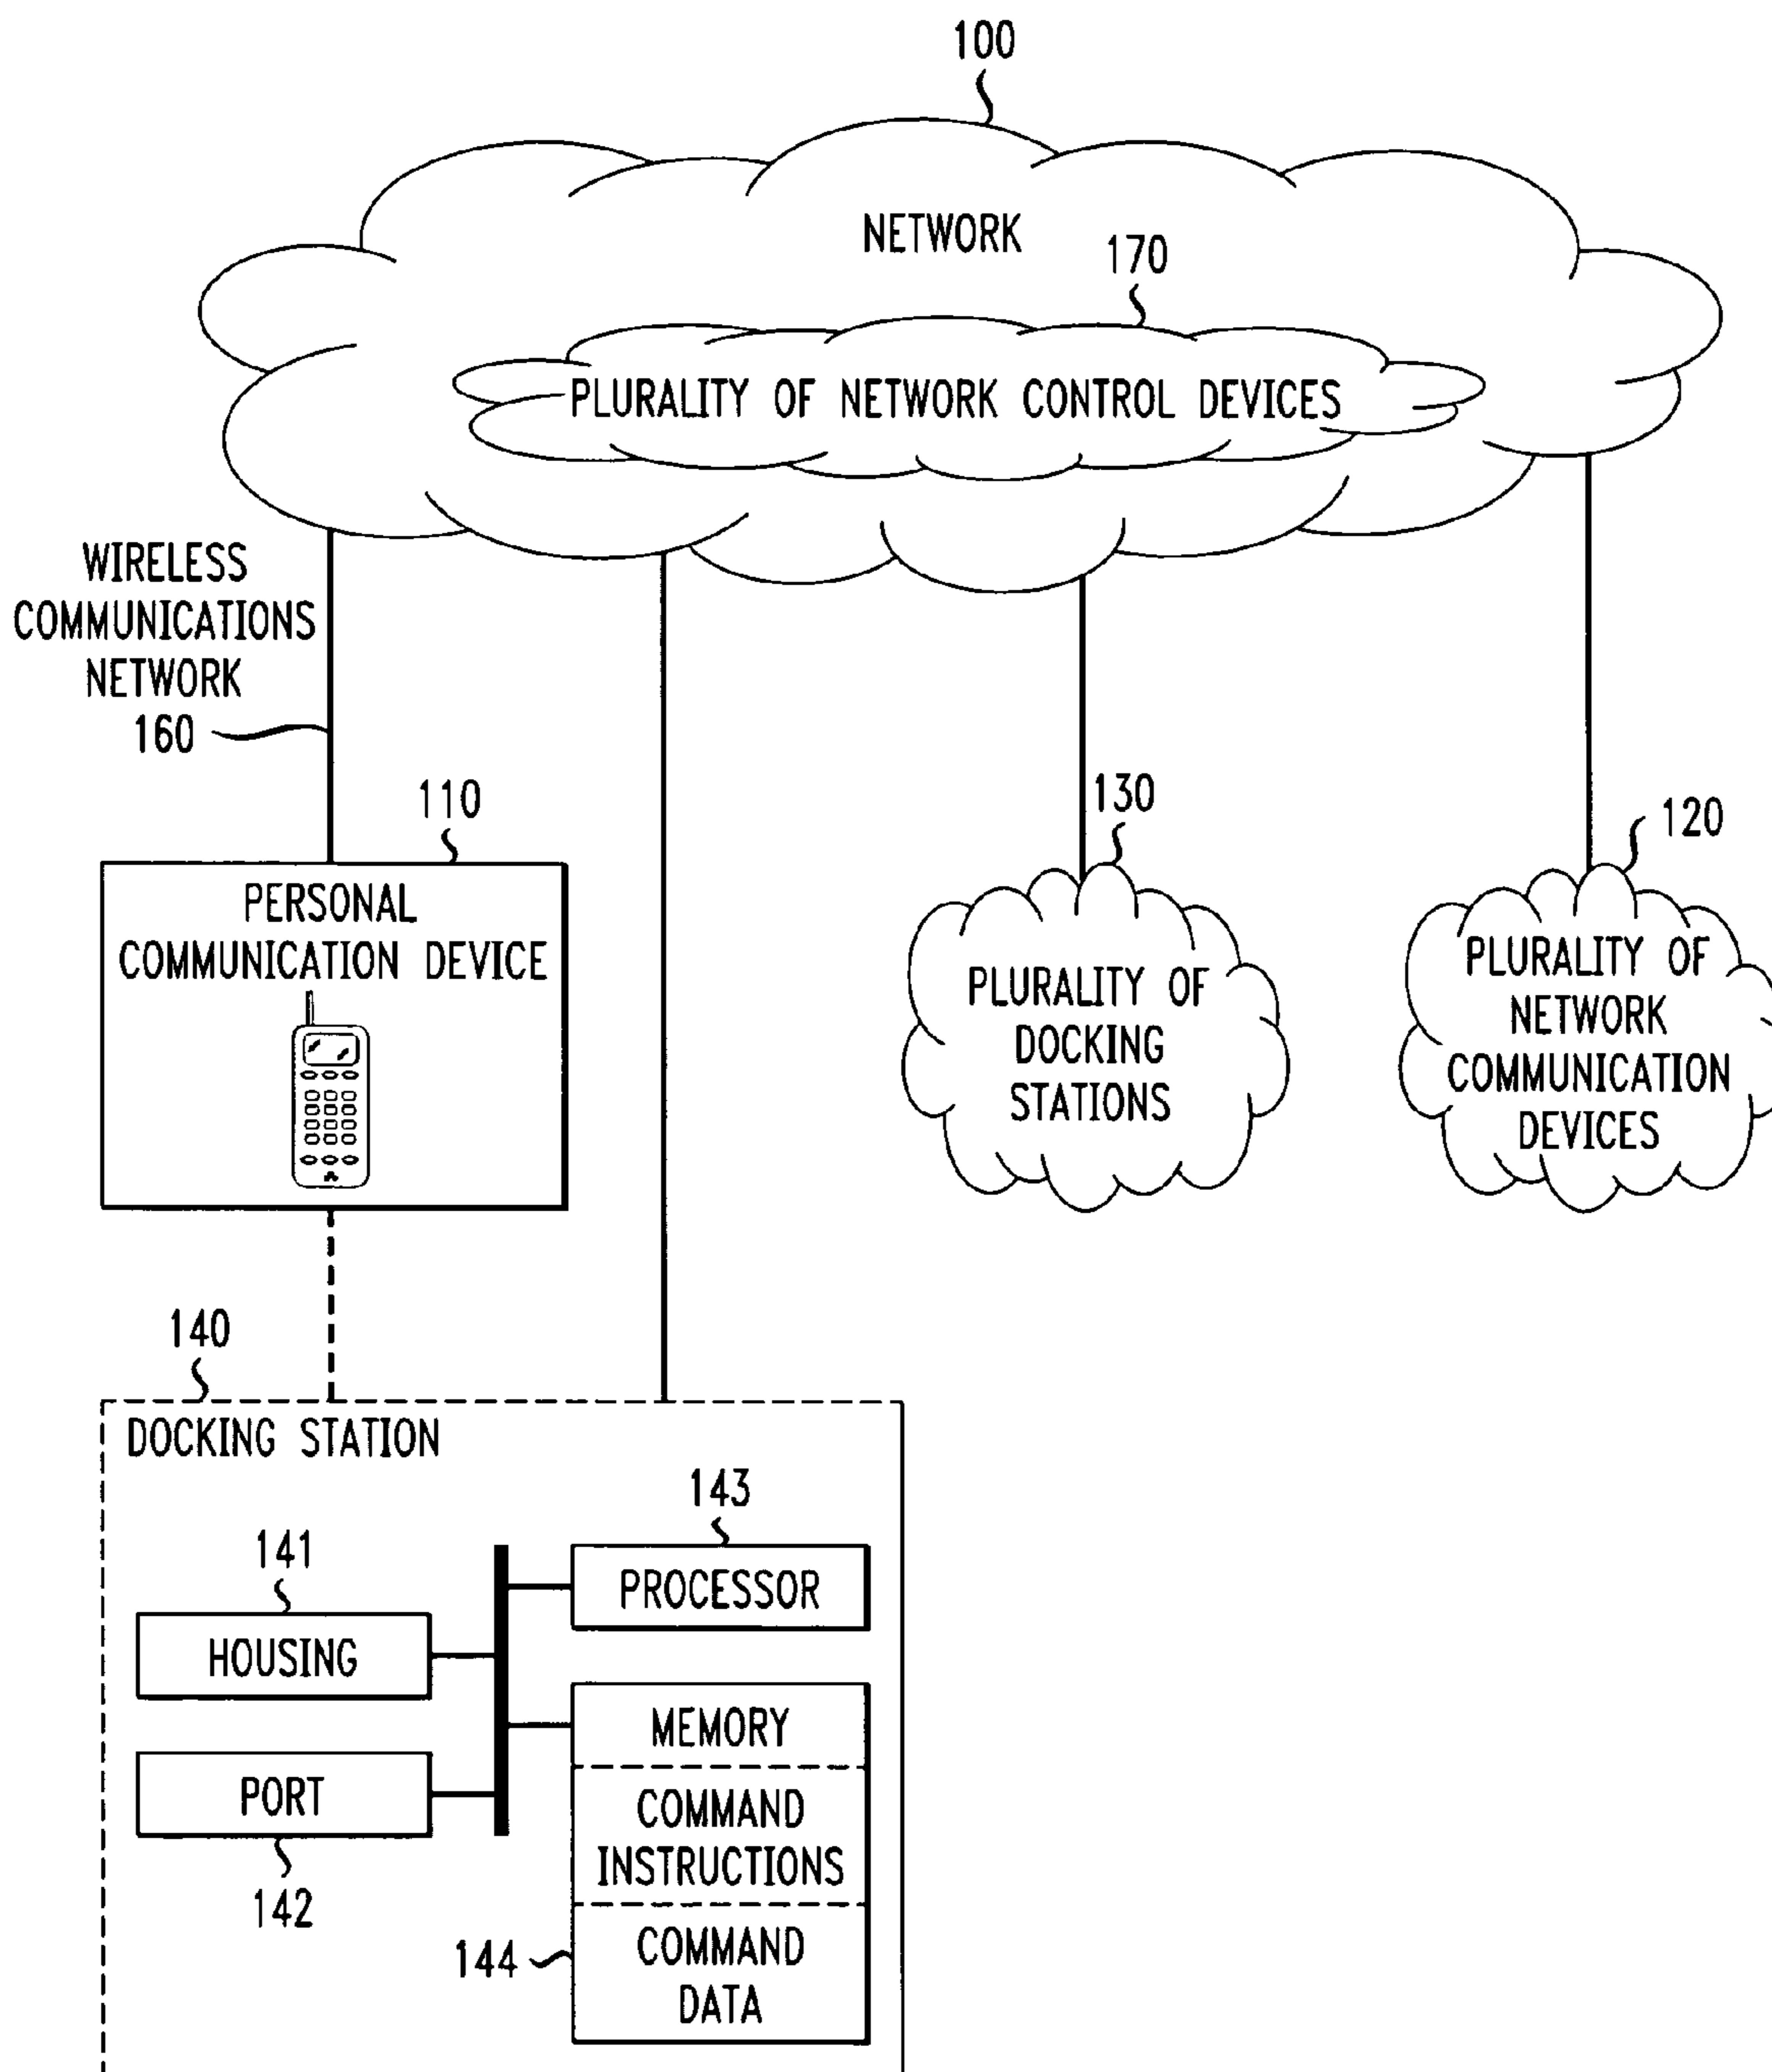 100
NETWORK
170
PLURALITY OF NETWORK CONTROL DEVICES
WIRELESS
COMMUNICATIONS
NETWORK
160
110
PERSONAL
COMMUNICATION DEVICE
130
PLURALITY OF
DOCKING
STATIONS
120
PLURALITY OF
NETWORK
COMMUNICATION
DEVICES
140
DOCKING STATION
141
HOUSING
PORT
142
143
PROCESSOR
MEMORY
COMMAND
INSTRUCTIONS
COMMAND
DATA
144